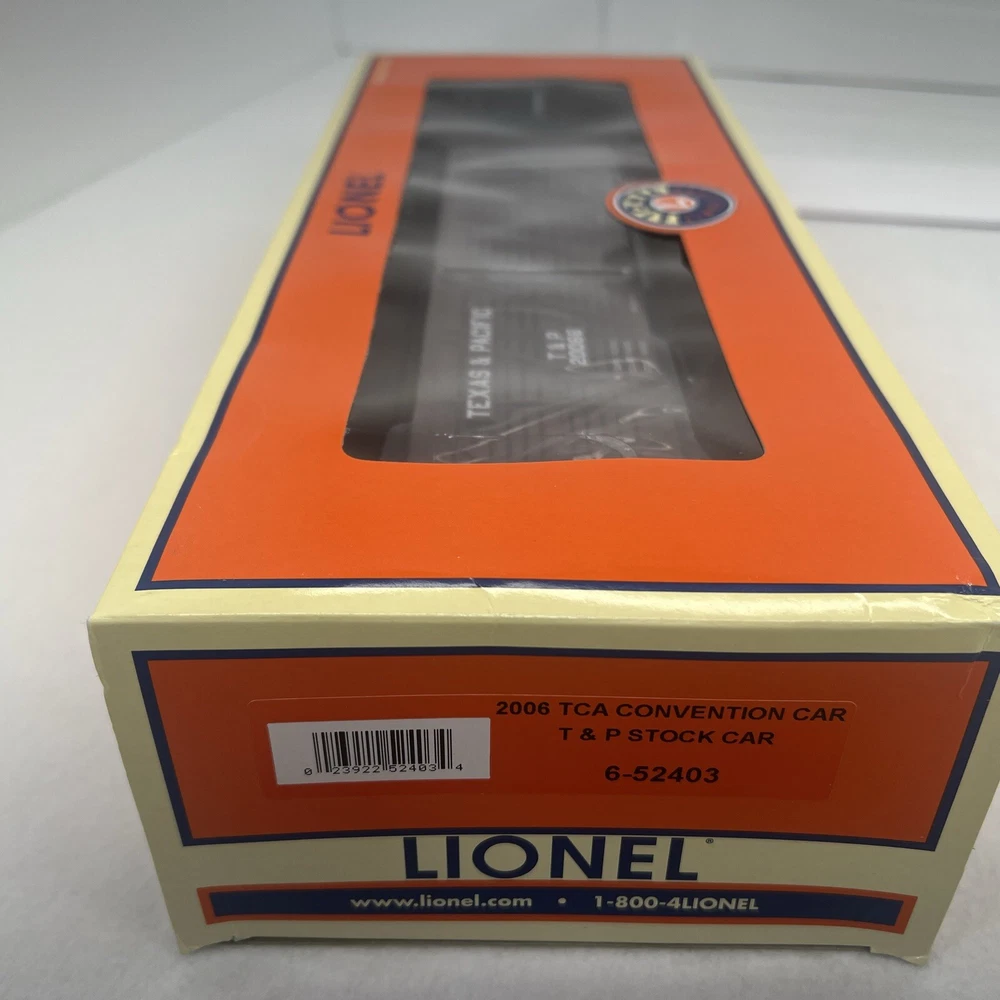 LIONEL
LIONEL
TEXAS & PACIFIC
T & P
2006 TCA CONVENTION CAR
T & P STOCK CAR
6-52403
0 23922 52403 4
LIONEL®
www.lionel.com • 1-800-4LIONEL